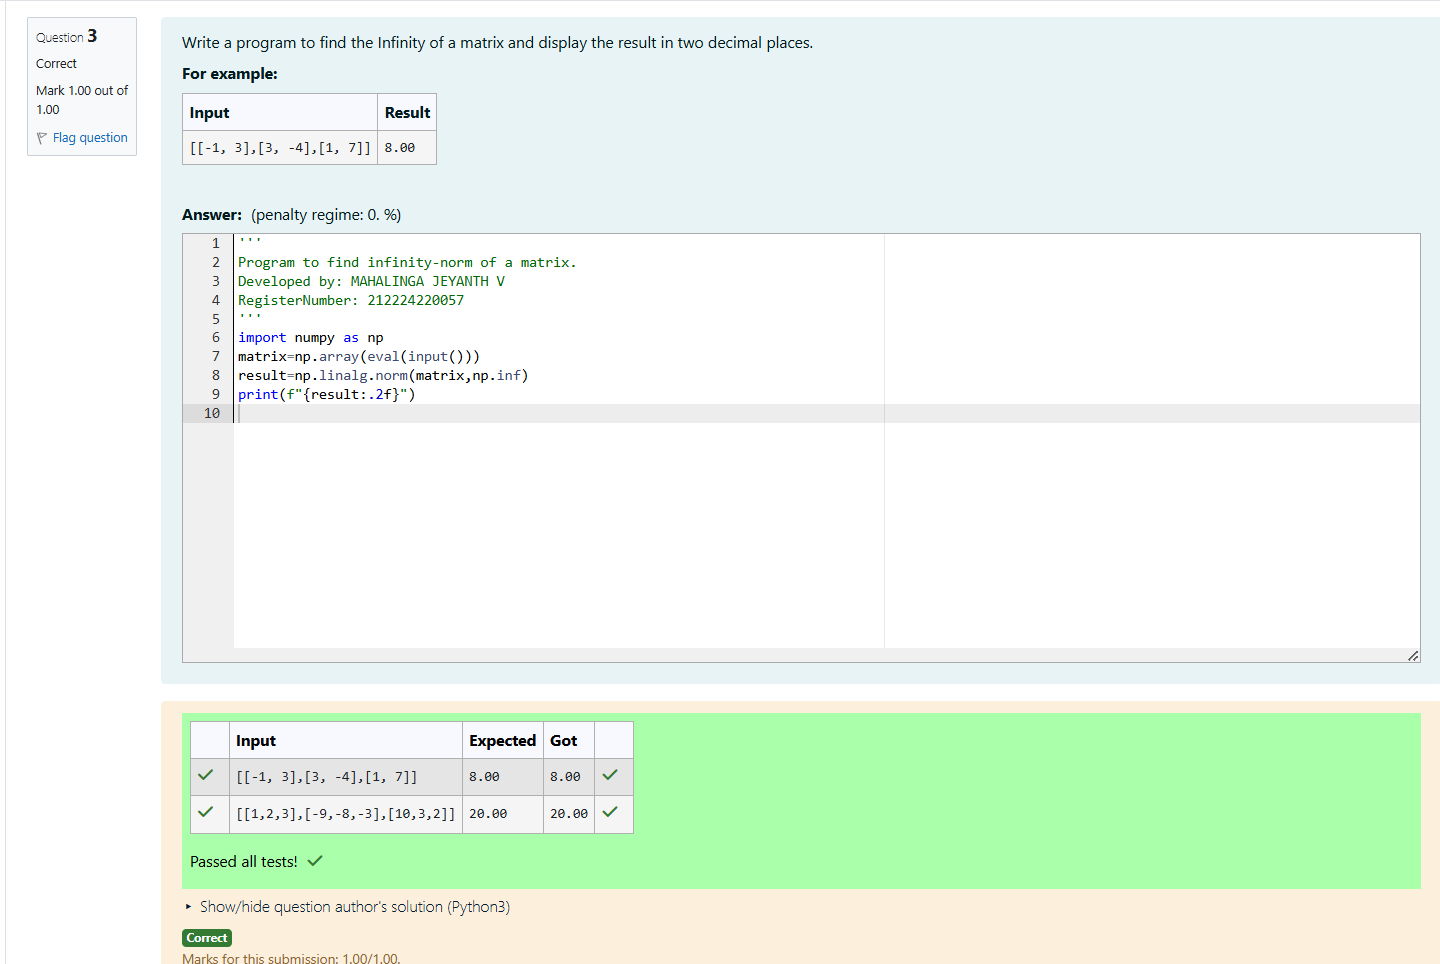 Question 3
Correct
Mark 1.00 out of
1.00
Flag question
Write a program to find the Infinity of a matrix and display the result in two decimal places.
For example:
Input Result
[[-1, 3],[3, -4],[1, 7]] 8.00
Answer: (penalty regime: 0. %)
1 '''
2 Program to find infinity-norm of a matrix.
3 Developed by: MAHALINGA JEYANTH V
4 RegisterNumber: 212224220057
5 '''
6 import numpy as np
7 matrix=np.array(eval(input()))
8 result=np.linalg.norm(matrix,np.inf)
9 print(f"{result:.2f}")
10
Input Expected Got
[[-1, 3],[3, -4],[1, 7]] 8.00 8.00
[[1,2,3],[-9,-8,-3],[10,3,2]] 20.00 20.00
Passed all tests!
Show/hide question author's solution (Python3)
Correct
Marks for this submission: 1.00/1.00.